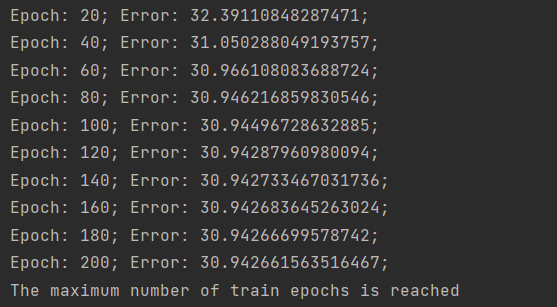 Epoch: 20; Error: 32.39110848287471;
Epoch: 40; Error: 31.050288049193757;
Epoch: 60; Error: 30.966108083688724;
Epoch: 80; Error: 30.946216859830546;
Epoch: 100; Error: 30.94496728632885;
Epoch: 120; Error: 30.94287960980094;
Epoch: 140; Error: 30.942733467031736;
Epoch: 160; Error: 30.942683645263024;
Epoch: 180; Error: 30.94266699578742;
Epoch: 200; Error: 30.942661563516467;
The maximum number of train epochs is reached